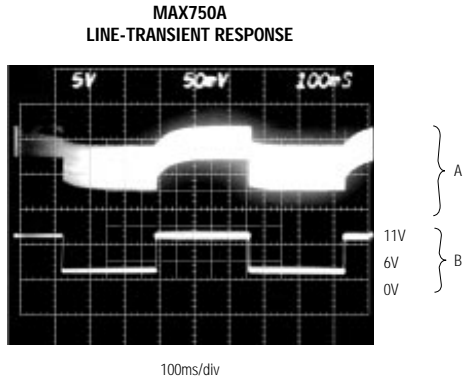 MAX750A
LINE-TRANSIENT RESPONSE
5V 50mV 100mS
A
11V
6V
B
0V
100ms/div